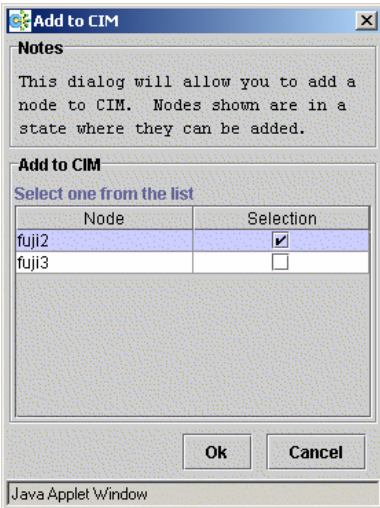 Add to CIM
Notes
This dialog will allow you to add a
node to CIM. Nodes shown are in a
state where they can be added.
Add to CIM
Select one from the list
Node Selection
fuji2
fuji3
Ok Cancel
Java Applet Window